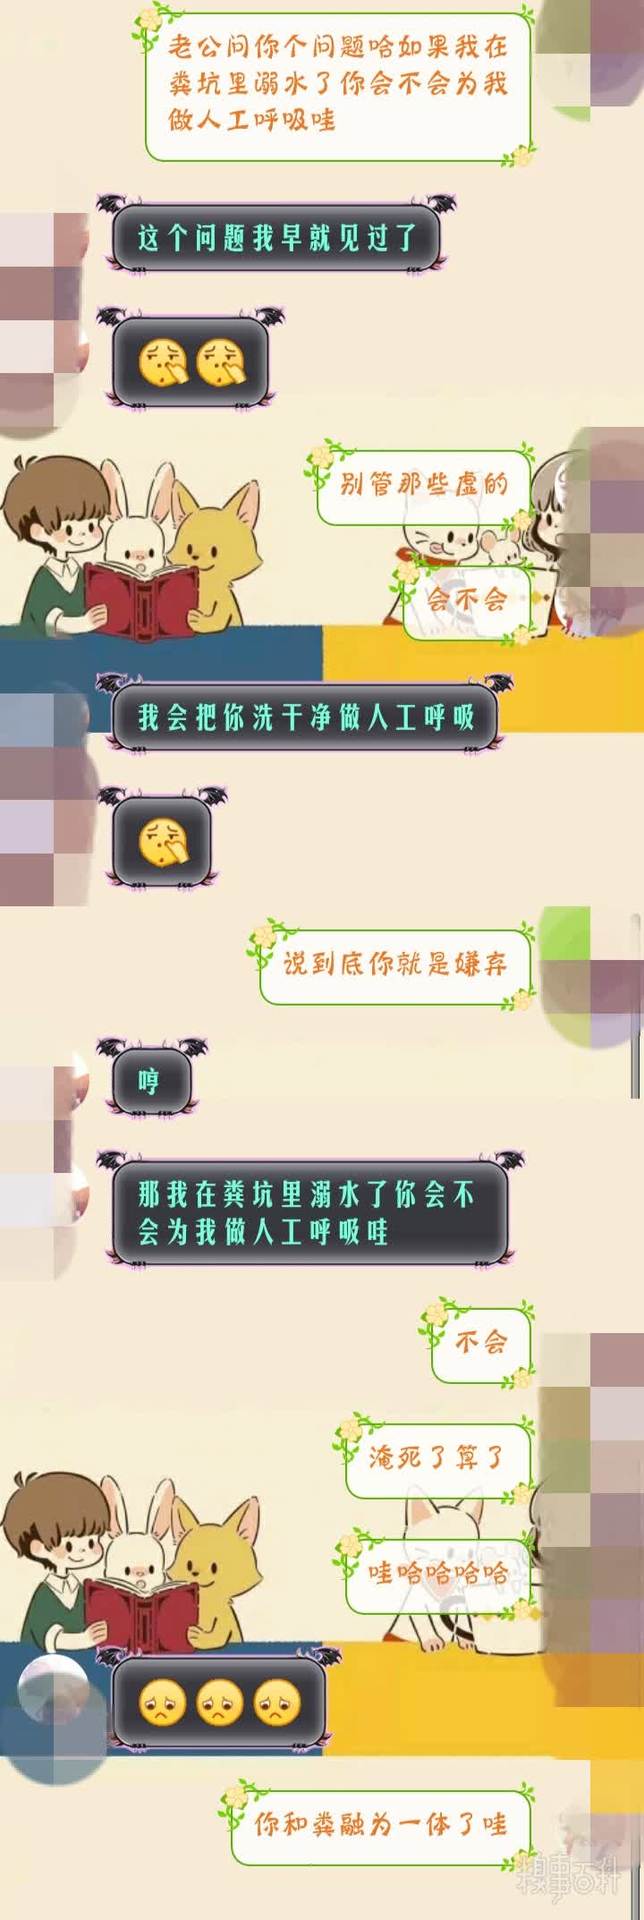 老公问你个问题哈如果我在
粪坑里溺水了你会不会为我
做人工呼吸哇
这个问题我早就见过了
别管那些虚的
会不会
我会把你洗干净做人工呼吸
说到底你就是嫌弃
哼
那我在粪坑里溺水了你会不
会为我做人工呼吸哇
不会
淹死了算了
哇哈哈哈哈
你和粪融为一体了哇
糗事百科